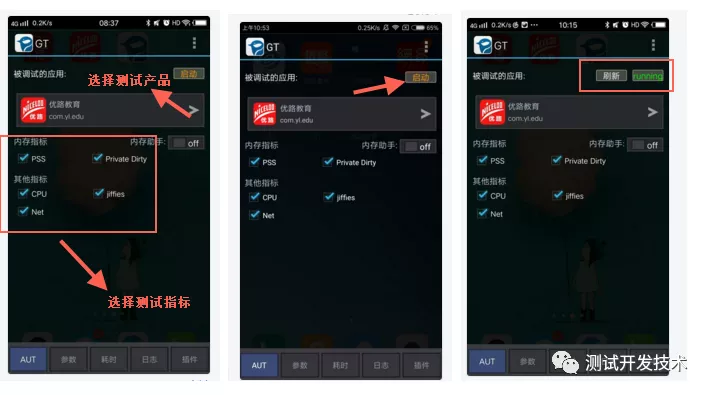 4G 0.2K/s 08:37 HD
GT
被调试的应用: 启动
选择测试产品
优路教育
com.yl.edu
NICEL00
优路
内存指标 内存助手: off
PSS Private Dirty
其他指标
CPU jiffies
Net
选择测试指标
AUT 参数 耗时 日志 插件
上午10:53 0.25K/s 65%
GT
被调试的应用: 启动
优路教育
com.yl.edu
优路
内存指标 内存助手: off
PSS Private Dirty
其他指标
CPU jiffies
Net
AUT 参数 耗时 日志 插件
4G 0.2K/s 10:15 HD
GT
被调试的应用: 刷新 running
优路教育
com.yl.edu
优路
内存指标 内存助手: off
PSS Private Dirty
其他指标
CPU jiffies
Net
AUT 参数
测试开发技术